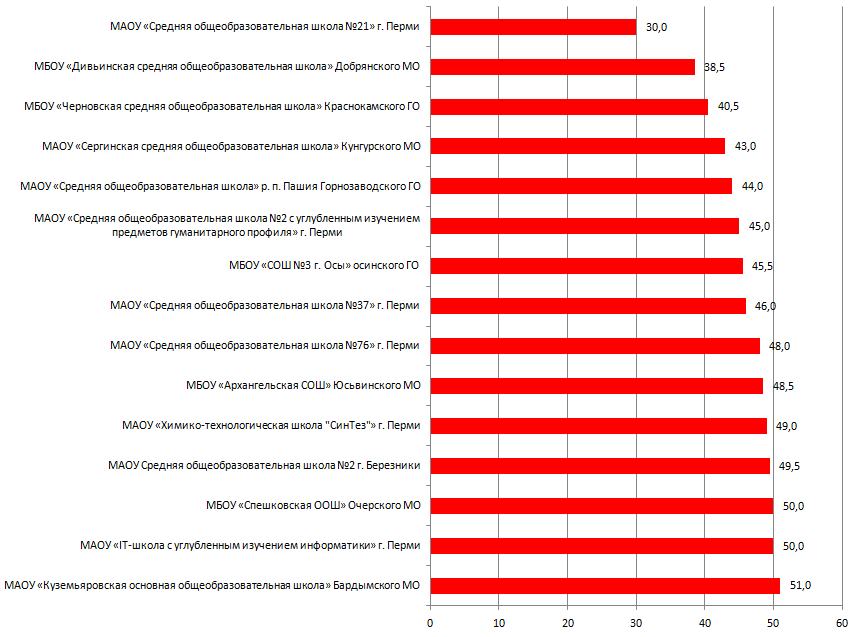 МАОУ «Средняя общеобразовательная школа №21» г. Перми 30,0
МБОУ «Дивьинская средняя общеобразовательная школа» Добрянского МО 38,5
МБОУ «Черновская средняя общеобразовательная школа» Краснокамского ГО 40,5
МАОУ «Сергинская средняя общеобразовательная школа» Кунгурского МО 43,0
МАОУ «Средняя общеобразовательная школа» р. п. Пашия Горнозаводского ГО 44,0
МАОУ «Средняя общеобразовательная школа №2 с углубленным изучением
предметов гуманитарного профиля» г. Перми 45,0
МБОУ «СОШ №3 г. Осы» осинского ГО 45,5
МАОУ «Средняя общеобразовательная школа №37» г. Перми 46,0
МАОУ «Средняя общеобразовательная школа №76» г. Перми 48,0
МБОУ «Архангельская СОШ» Юсьвинского МО 48,5
МАОУ «Химико-технологическая школа "СинТез"» г. Перми 49,0
МАОУ Средняя общеобразовательная школа №2 г. Березники 49,5
МБОУ «Спешковская ООШ» Очерского МО 50,0
МАОУ «IT-школа с углубленным изучением информатики» г. Перми 50,0
МАОУ «Куземьяровская основная общеобразовательная школа» Бардымского МО 51,0
0 10 20 30 40 50 60